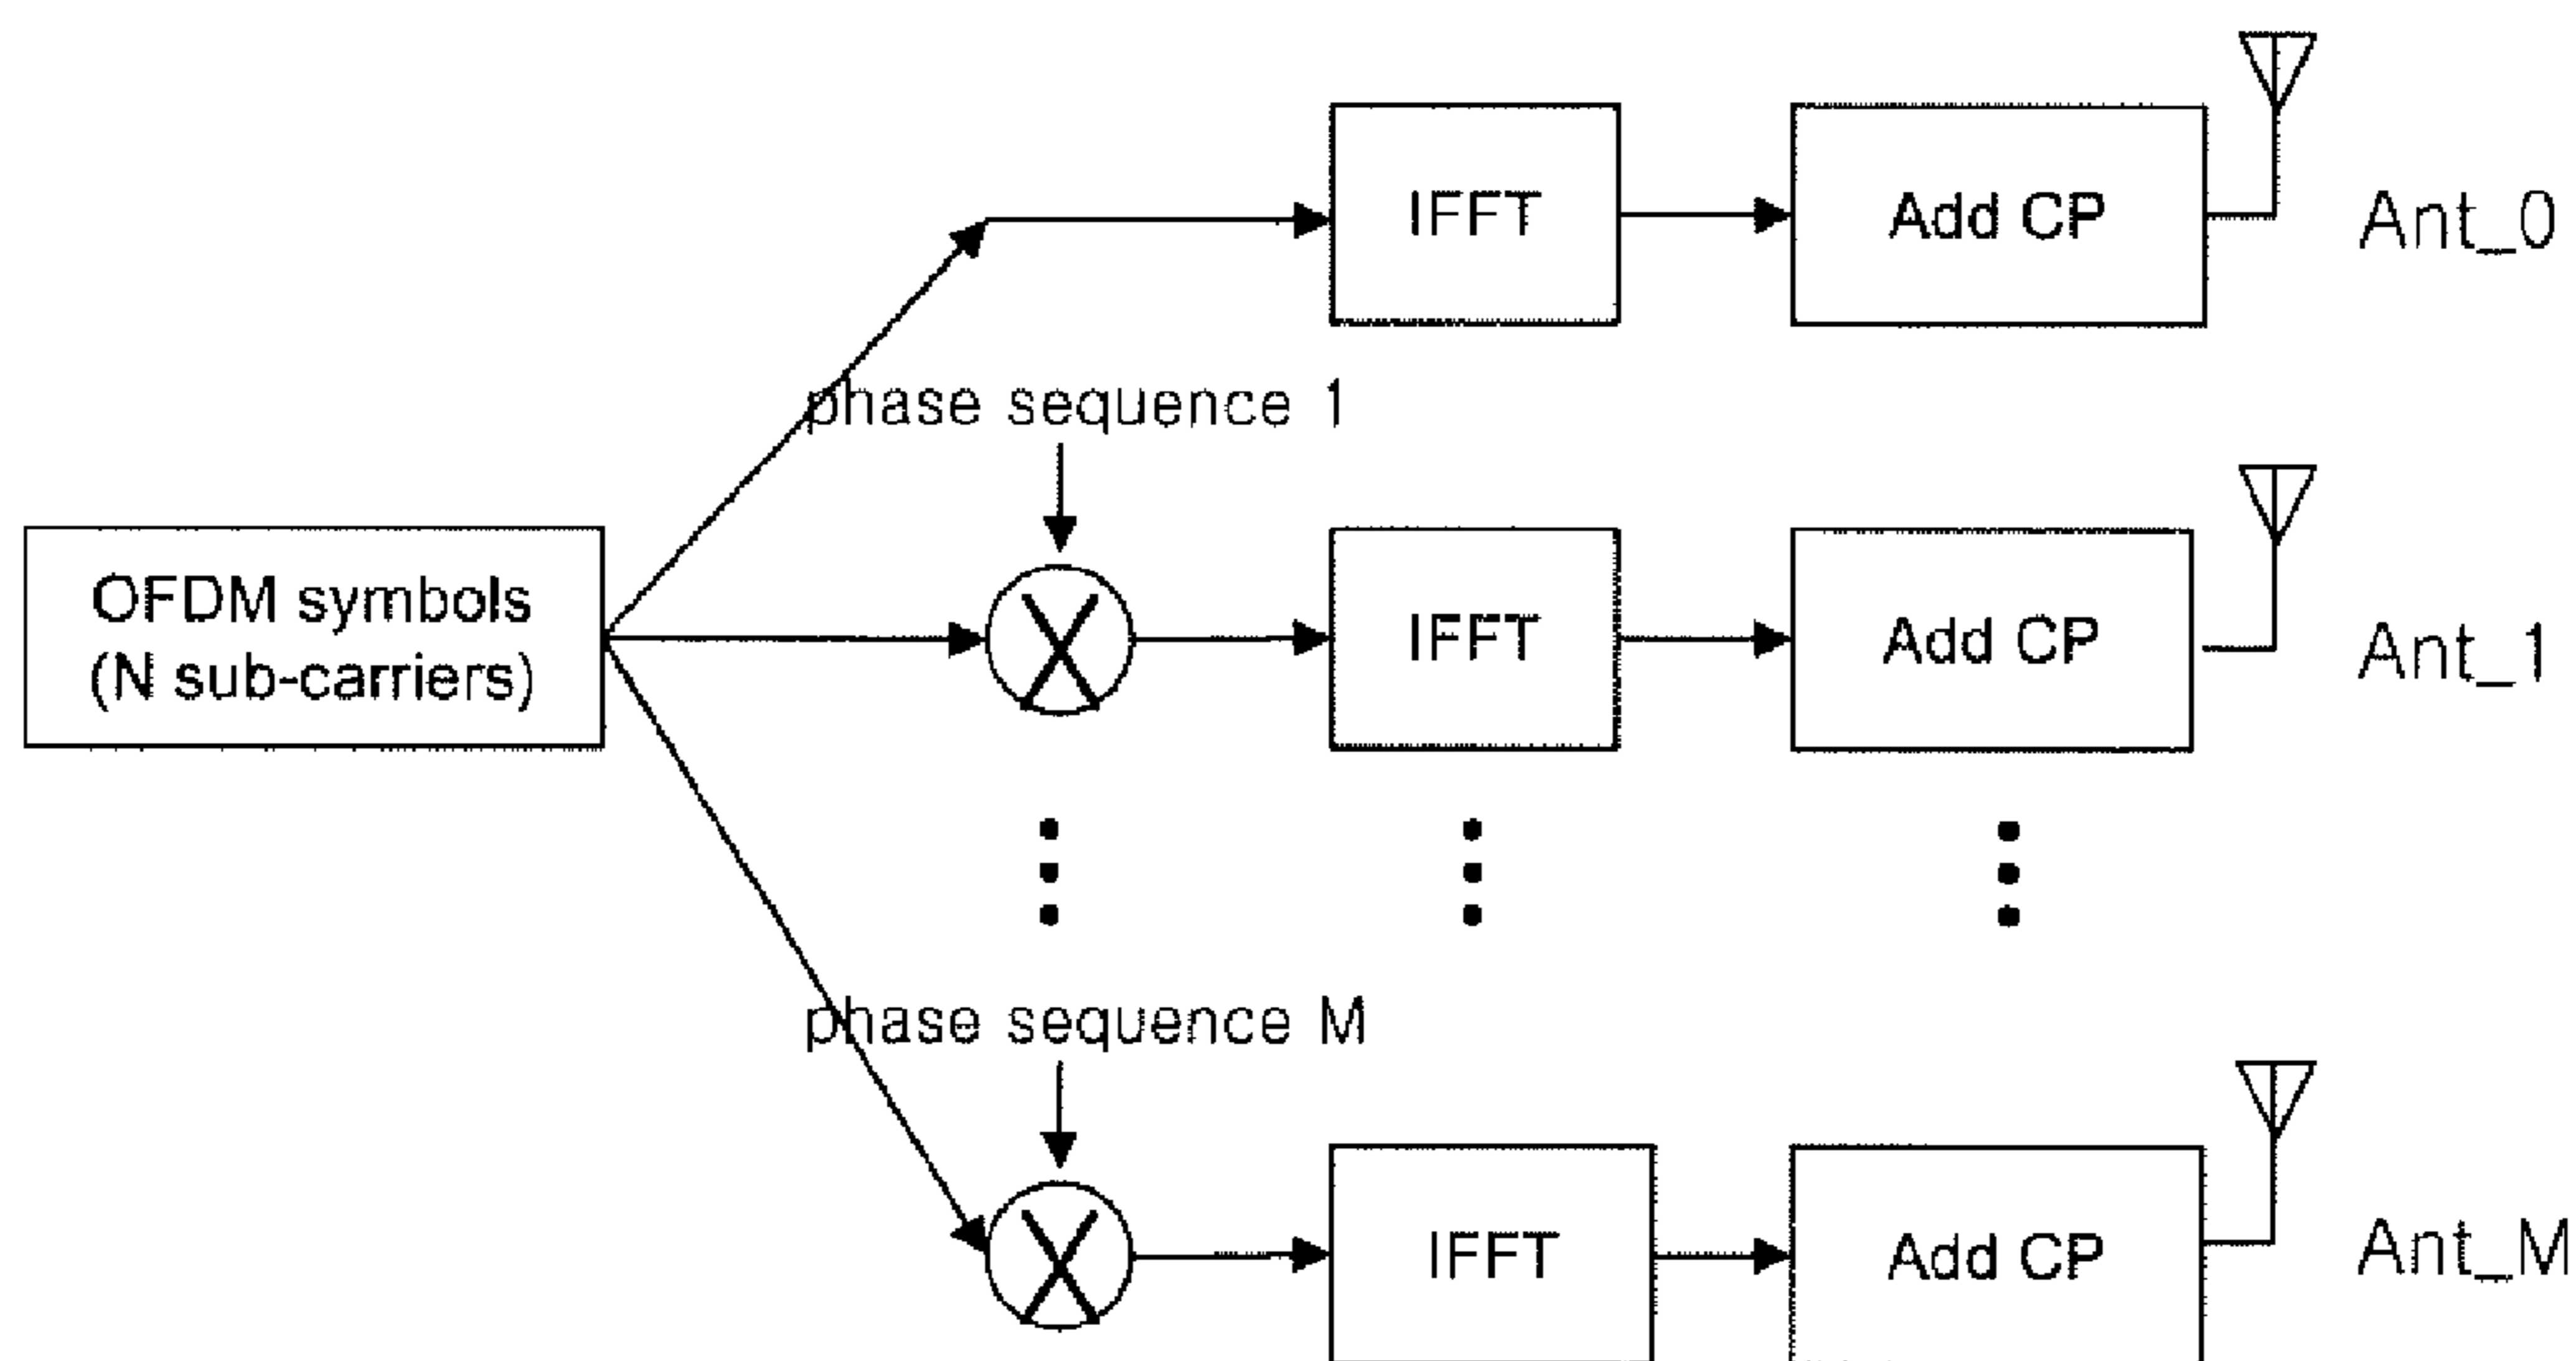 IFFT
Add CP
Ant_0
phase sequence 1
OFDM symbols
(N sub-carriers)
X
IFFT
Add CP
Ant_1
phase sequence M
X
IFFT
Add CP
Ant_M